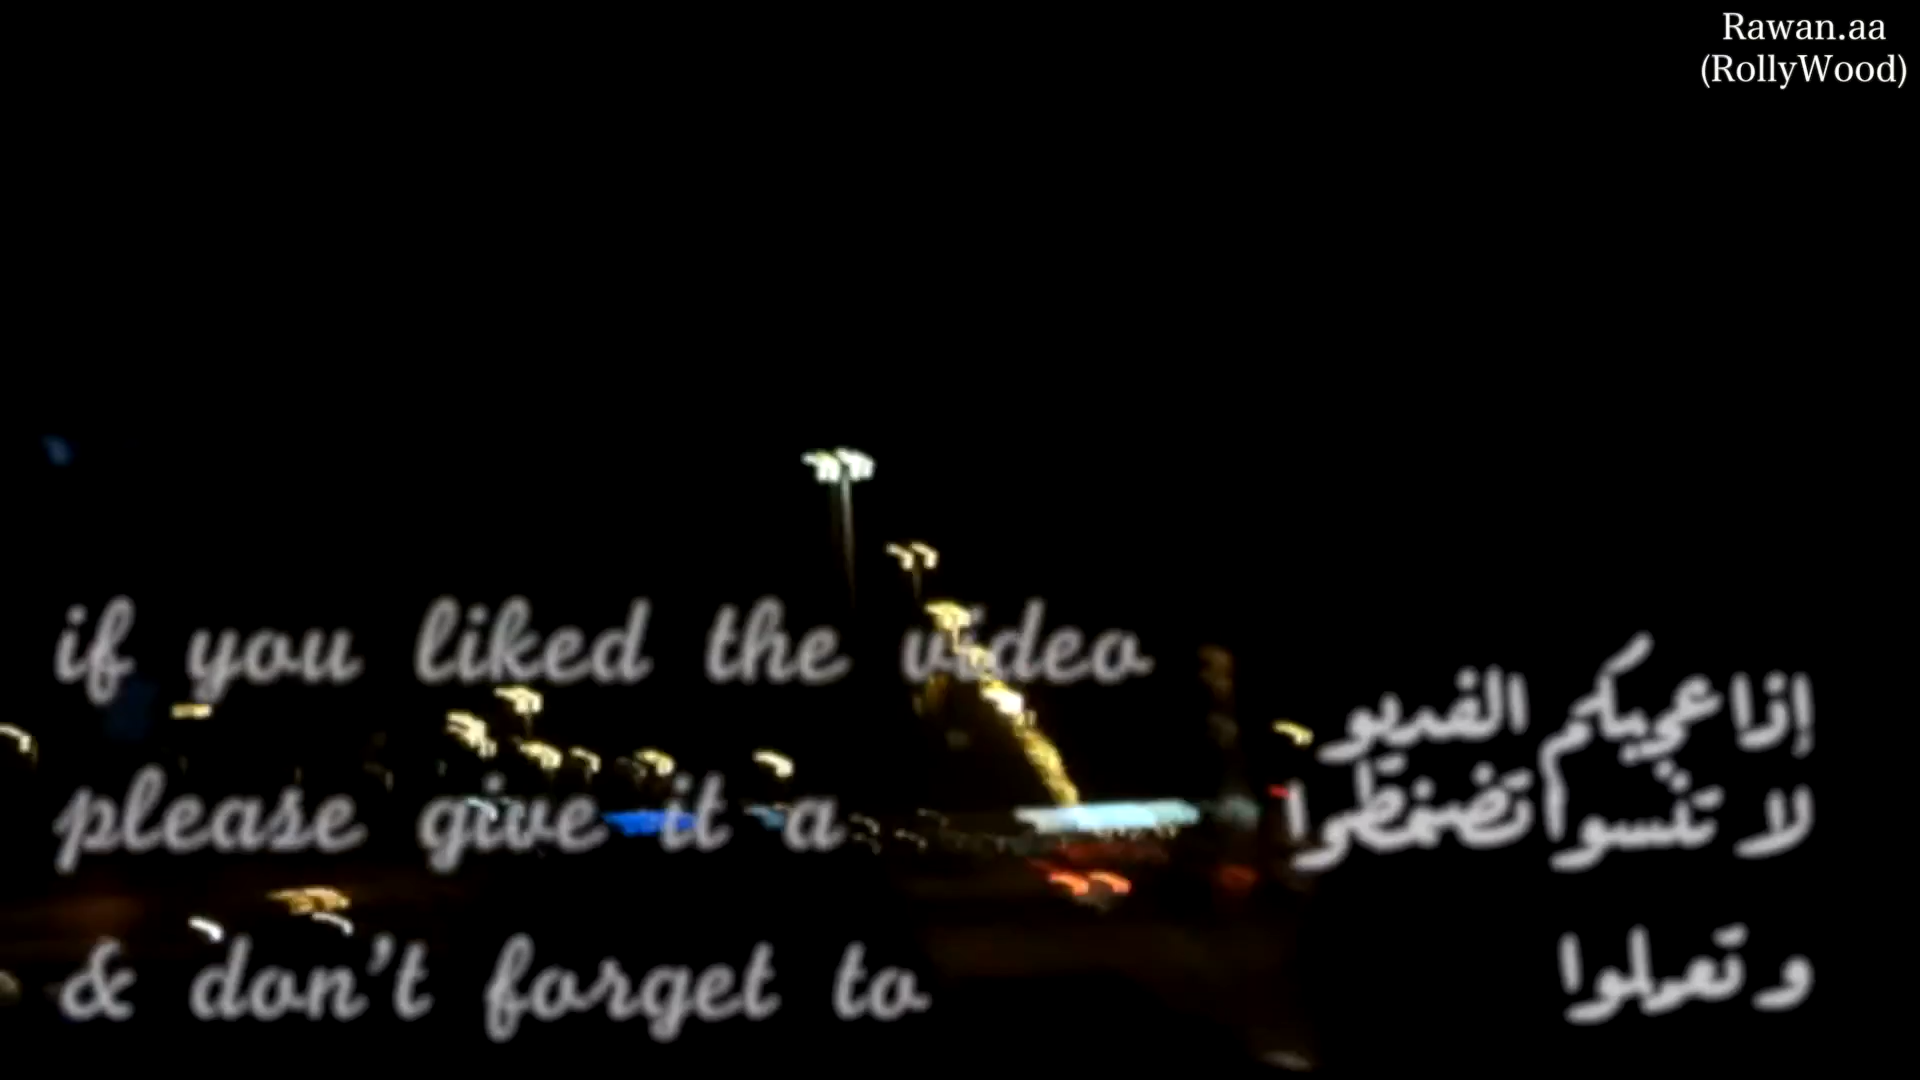 Rawan.aa
(RollyWood)
if you liked the video
please give it a
& don't forget to
إذا عجبكم الفديو
لا تنسوا تضغطوا
و تعملوا